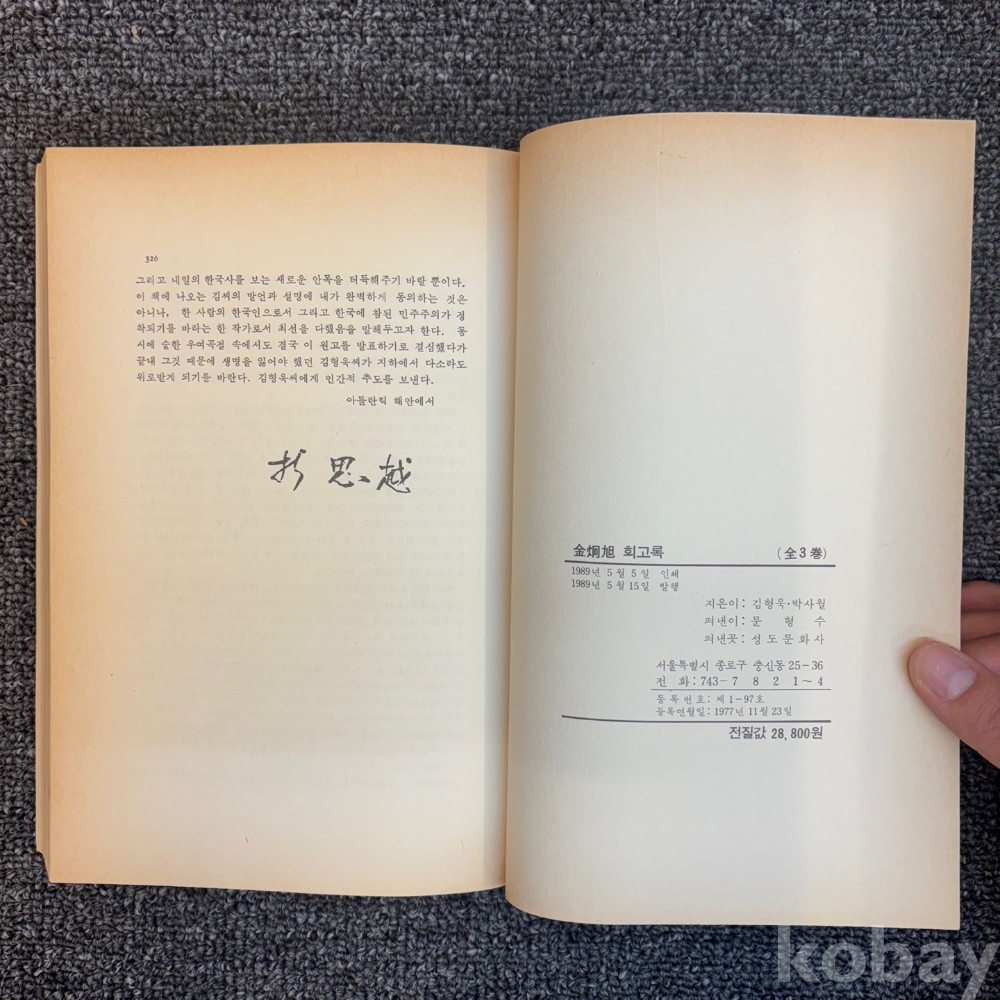 326
그리고 내일의 한국사를 보는 새로운 안목을 터득해주기 바랄 뿐이다.
이 책에 나오는 김씨의 발언과 설명에 내가 완벽하게 동의하는 것은
아니나, 한 사람의 한국인으로서 그리고 한국에 참된 민주주의가 정
착되기를 바라는 한 작가로서 최선을 다했음을 말해두고자 한다. 동
시에 숱한 우여곡절 속에서도 결국 이 원고를 발표하기로 결심했다가
끝내 그것 때문에 생명을 잃어야 했던 김형욱씨가 지하에서 다소라도
위로받게 되기를 바란다. 김형욱씨에게 인간적 추도를 보낸다.
아틀란틱 해안에서
思越
金炯旭 회고록 (全3巻)
1989년 5월 5일 인쇄
1989년 5월 15일 발행
지은이: 김형욱·박사월
펴낸이: 문 형 수
펴낸곳: 성도문화사
서울특별시 종로구 충신동 25-36
전 화: 743-7 8 2 1~4
등록번호: 제 1-97호
등록연월일: 1977년 11월 23일
전질값 28,800원
kobay